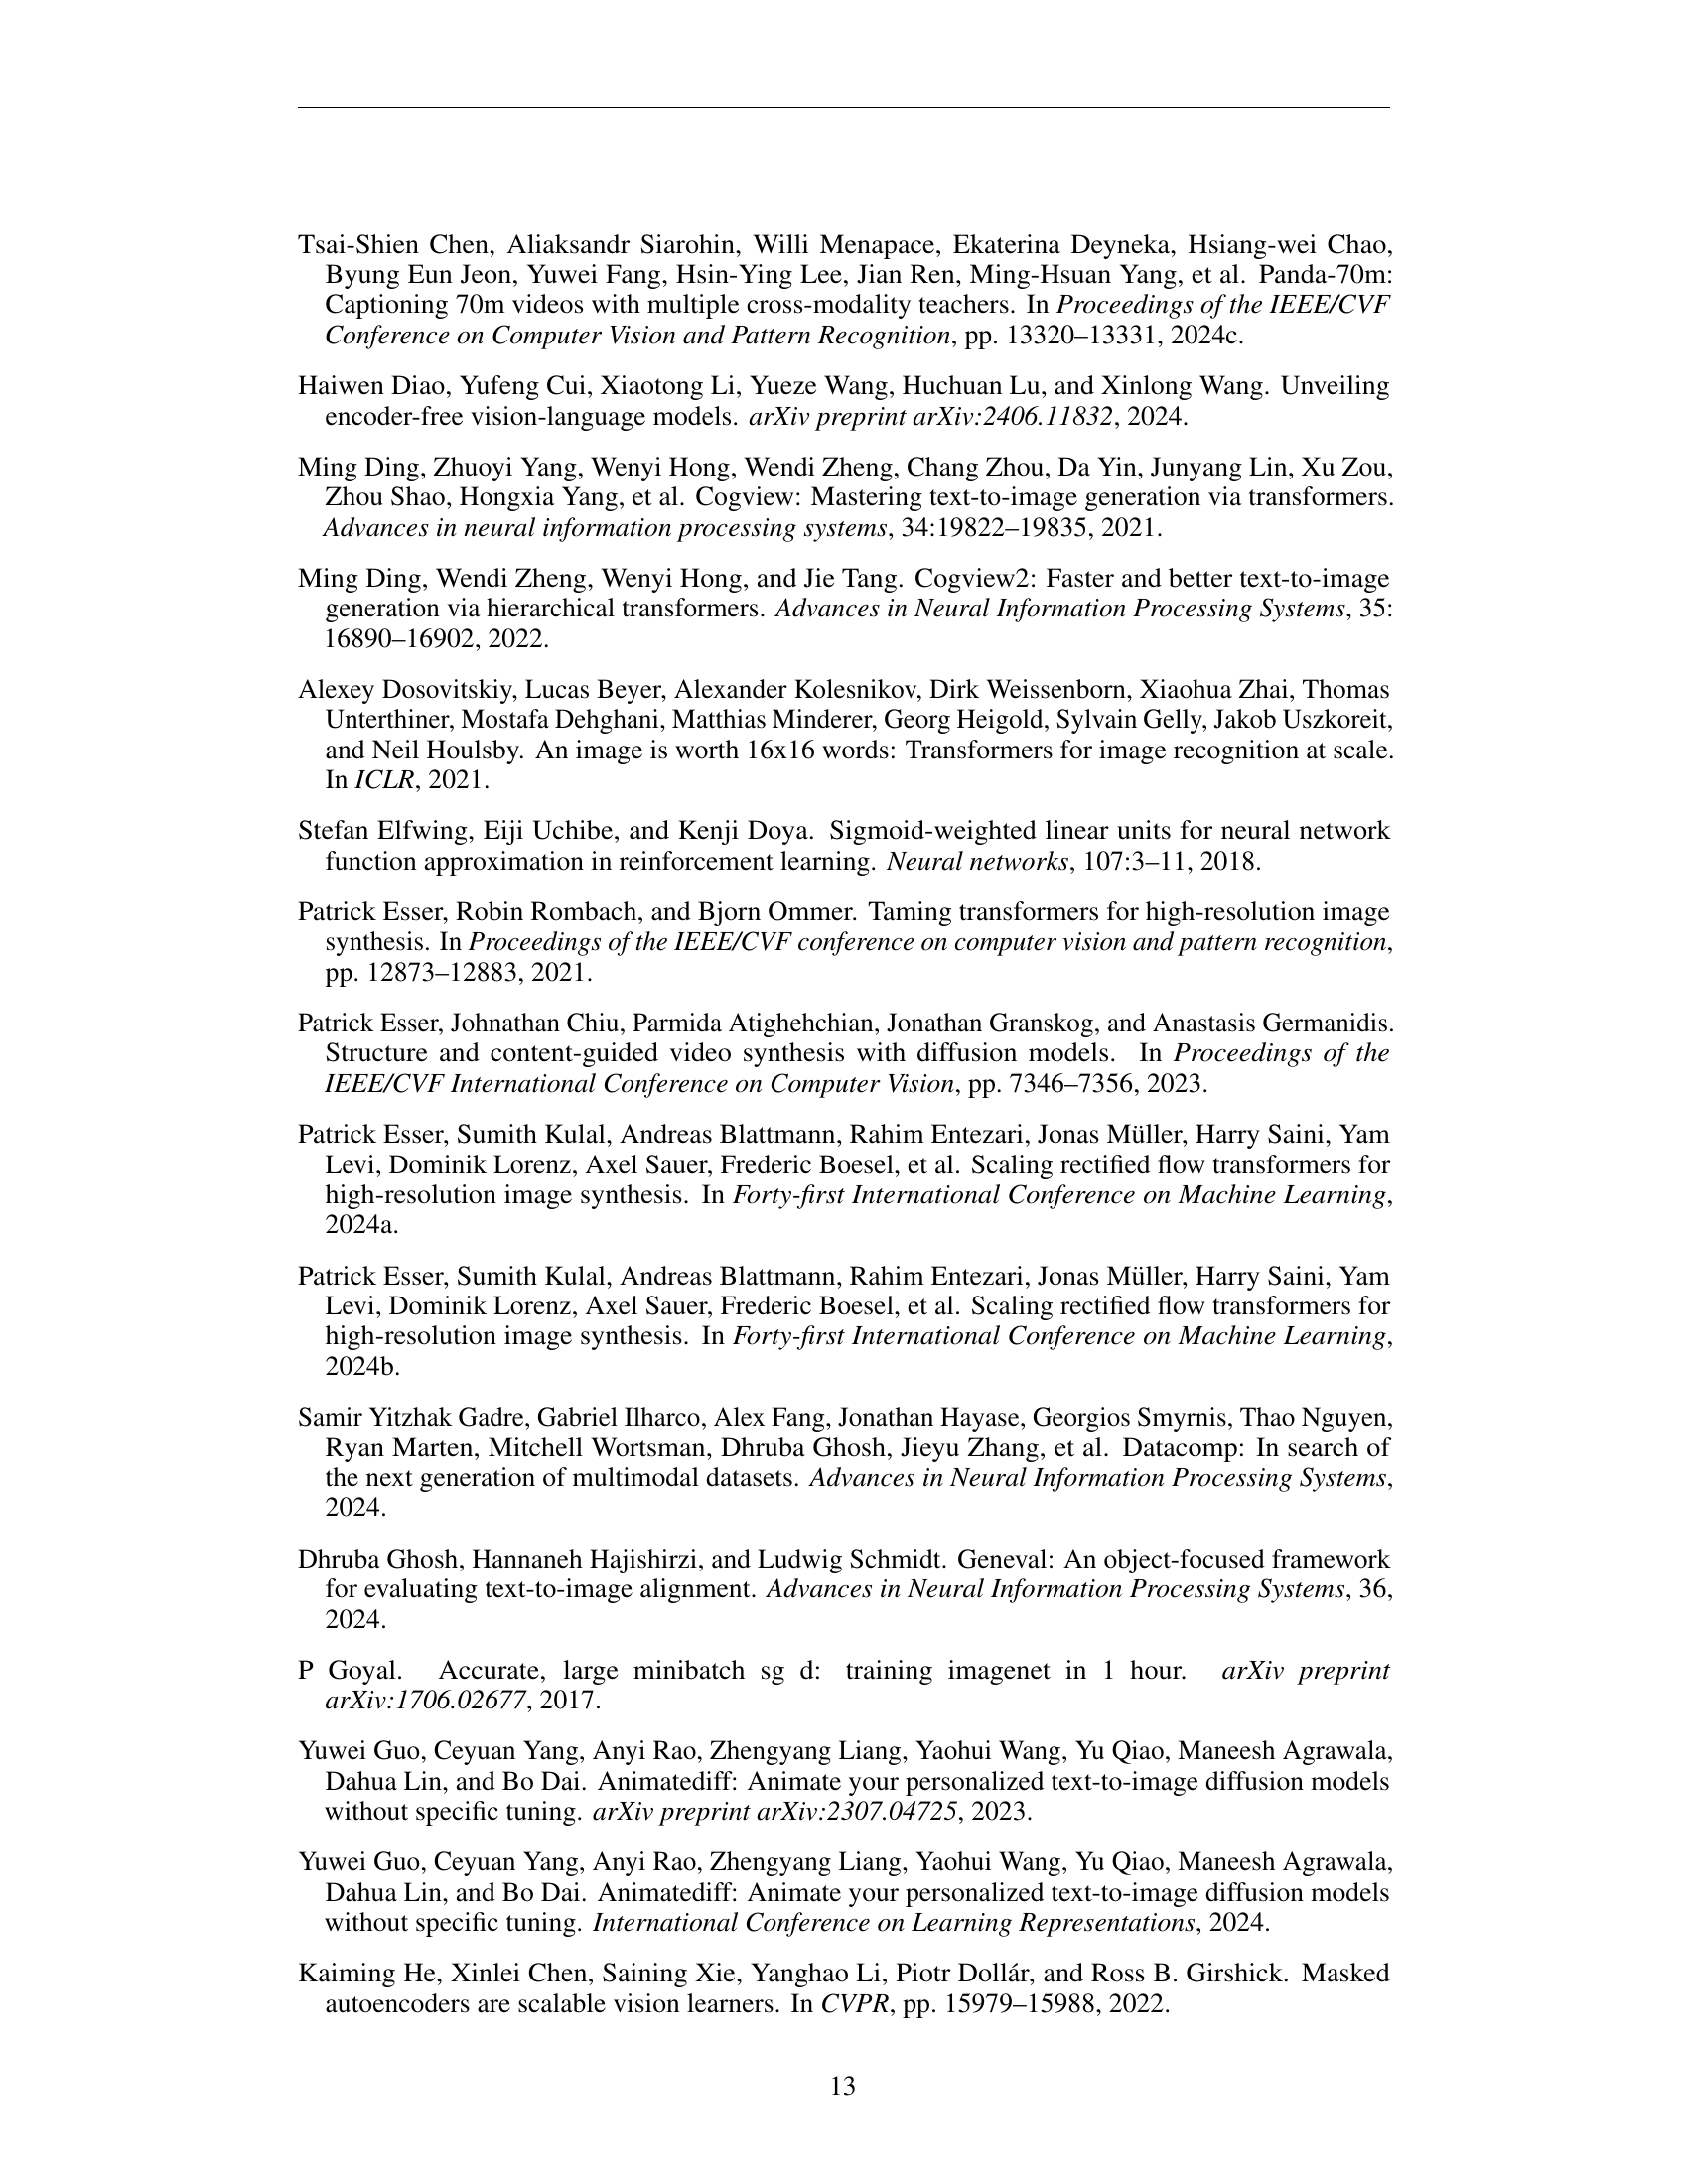 Tsai-Shien Chen, Aliaksandr Siarohin, Willi Menapace, Ekaterina Deyneka, Hsiang-wei Chao,
Byung Eun Jeon, Yuwei Fang, Hsin-Ying Lee, Jian Ren, Ming-Hsuan Yang, et al. Panda-70m:
Captioning 70m videos with multiple cross-modality teachers. In Proceedings of the IEEE/CVF
Conference on Computer Vision and Pattern Recognition, pp. 13320–13331, 2024c.
Haiwen Diao, Yufeng Cui, Xiaotong Li, Yueze Wang, Huchuan Lu, and Xinlong Wang. Unveiling
encoder-free vision-language models. arXiv preprint arXiv:2406.11832, 2024.
Ming Ding, Zhuoyi Yang, Wenyi Hong, Wendi Zheng, Chang Zhou, Da Yin, Junyang Lin, Xu Zou,
Zhou Shao, Hongxia Yang, et al. Cogview: Mastering text-to-image generation via transformers.
Advances in neural information processing systems, 34:19822–19835, 2021.
Ming Ding, Wendi Zheng, Wenyi Hong, and Jie Tang. Cogview2: Faster and better text-to-image
generation via hierarchical transformers. Advances in Neural Information Processing Systems, 35:
16890–16902, 2022.
Alexey Dosovitskiy, Lucas Beyer, Alexander Kolesnikov, Dirk Weissenborn, Xiaohua Zhai, Thomas
Unterthiner, Mostafa Dehghani, Matthias Minderer, Georg Heigold, Sylvain Gelly, Jakob Uszkoreit,
and Neil Houlsby. An image is worth 16x16 words: Transformers for image recognition at scale.
In ICLR, 2021.
Stefan Elfwing, Eiji Uchibe, and Kenji Doya. Sigmoid-weighted linear units for neural network
function approximation in reinforcement learning. Neural networks, 107:3–11, 2018.
Patrick Esser, Robin Rombach, and Bjorn Ommer. Taming transformers for high-resolution image
synthesis. In Proceedings of the IEEE/CVF conference on computer vision and pattern recognition,
pp. 12873–12883, 2021.
Patrick Esser, Johnathan Chiu, Parmida Atighehchian, Jonathan Granskog, and Anastasis Germanidis.
Structure and content-guided video synthesis with diffusion models. In Proceedings of the
IEEE/CVF International Conference on Computer Vision, pp. 7346–7356, 2023.
Patrick Esser, Sumith Kulal, Andreas Blattmann, Rahim Entezari, Jonas Müller, Harry Saini, Yam
Levi, Dominik Lorenz, Axel Sauer, Frederic Boesel, et al. Scaling rectified flow transformers for
high-resolution image synthesis. In Forty-first International Conference on Machine Learning,
2024a.
Patrick Esser, Sumith Kulal, Andreas Blattmann, Rahim Entezari, Jonas Müller, Harry Saini, Yam
Levi, Dominik Lorenz, Axel Sauer, Frederic Boesel, et al. Scaling rectified flow transformers for
high-resolution image synthesis. In Forty-first International Conference on Machine Learning,
2024b.
Samir Yitzhak Gadre, Gabriel Ilharco, Alex Fang, Jonathan Hayase, Georgios Smyrnis, Thao Nguyen,
Ryan Marten, Mitchell Wortsman, Dhruba Ghosh, Jieyu Zhang, et al. Datacomp: In search of
the next generation of multimodal datasets. Advances in Neural Information Processing Systems,
2024.
Dhruba Ghosh, Hannaneh Hajishirzi, and Ludwig Schmidt. Geneval: An object-focused framework
for evaluating text-to-image alignment. Advances in Neural Information Processing Systems, 36,
2024.
P Goyal. Accurate, large minibatch sg d: training imagenet in 1 hour. arXiv preprint
arXiv:1706.02677, 2017.
Yuwei Guo, Ceyuan Yang, Anyi Rao, Zhengyang Liang, Yaohui Wang, Yu Qiao, Maneesh Agrawala,
Dahua Lin, and Bo Dai. Animatediff: Animate your personalized text-to-image diffusion models
without specific tuning. arXiv preprint arXiv:2307.04725, 2023.
Yuwei Guo, Ceyuan Yang, Anyi Rao, Zhengyang Liang, Yaohui Wang, Yu Qiao, Maneesh Agrawala,
Dahua Lin, and Bo Dai. Animatediff: Animate your personalized text-to-image diffusion models
without specific tuning. International Conference on Learning Representations, 2024.
Kaiming He, Xinlei Chen, Saining Xie, Yanghao Li, Piotr Dollár, and Ross B. Girshick. Masked
autoencoders are scalable vision learners. In CVPR, pp. 15979–15988, 2022.
13